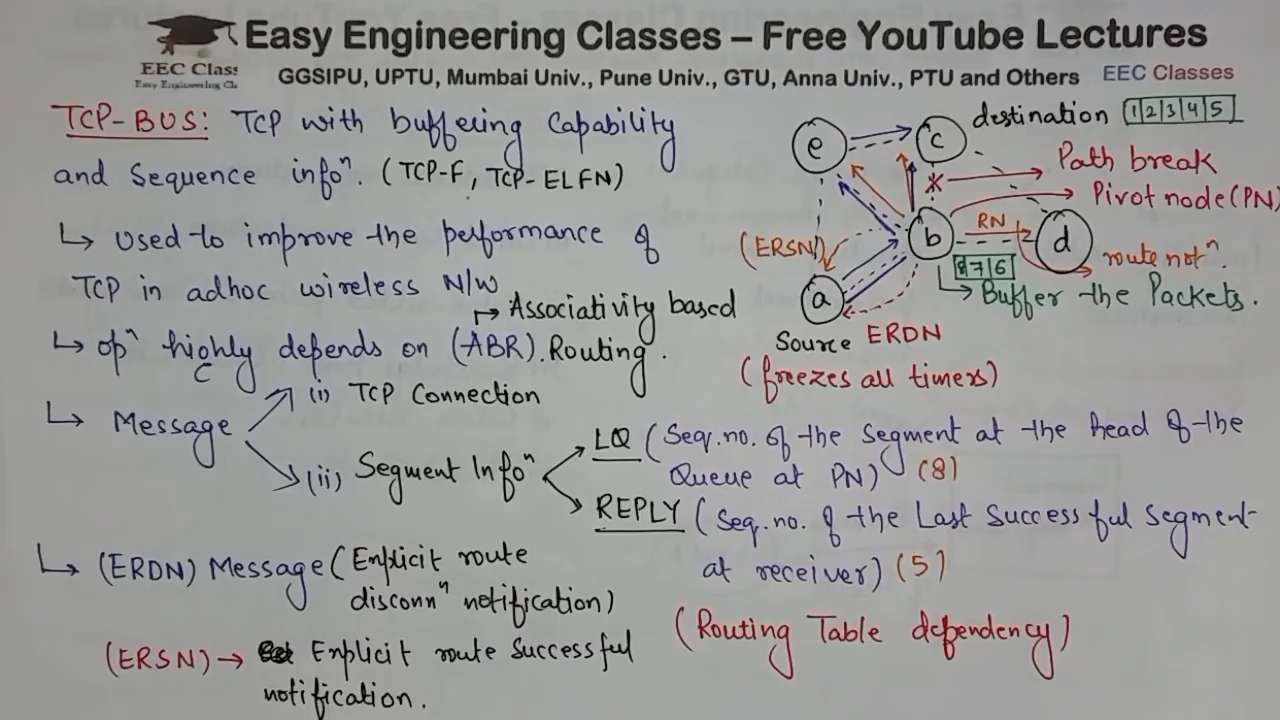 Easy Engineering Classes – Free YouTube Lectures
EEC Class
Easy Engineering Cla
GGSIPU, UPTU, Mumbai Univ., Pune Univ., GTU, Anna Univ., PTU and Others EEC Classes
TCP-BUS: TCP with buffering Capability
and Sequence infoⁿ. (TCP-F, TCP-ELFN)
↳ Used to improve the performance of
TCP in adhoc wireless N/W
↳ opⁿ highly depends on (ABR). Routing.
↦ Associativity based
C
↳ Message
(i) TCP Connection
(ii) Segment Infoⁿ
LQ (Seq. no. of the Segment at the head of the
Queue at PN) (8)
REPLY (Seq. no. of the Last Successful segment
at receiver) (5)
↳ (ERDN) Message (Explicit route
disconnⁿ notification)
(ERSN) → Explicit route Successful
notification.
(Routing Table dependency)
e
c
destination 1 2 3 4 5
Path break
Pivot node (PN)
b
RN
d
route notⁿ.
(ERSN)
8 7 6
Buffer the Packets.
a
Source ERDN
(freezes all timers)